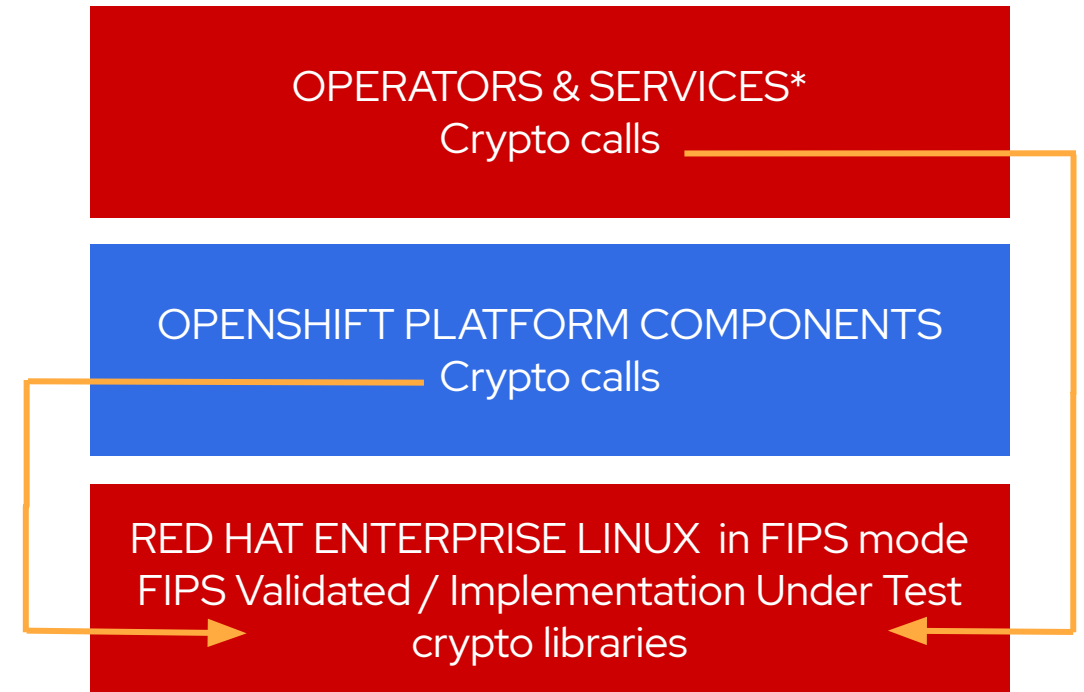 OPERATORS & SERVICES*
Crypto calls
OPENSHIFT PLATFORM COMPONENTS
Crypto calls
RED HAT ENTERPRISE LINUX in FIPS mode
FIPS Validated / Implementation Under Test
crypto libraries